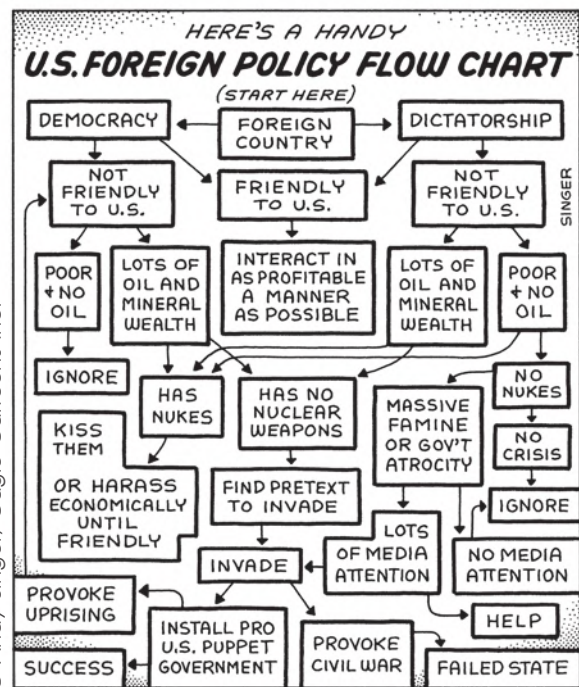 HERE'S A HANDY
U.S. FOREIGN POLICY FLOW CHART
(START HERE)
DEMOCRACY
FOREIGN
COUNTRY
DICTATORSHIP
NOT
FRIENDLY
TO U.S.
FRIENDLY
TO U.S.
NOT
FRIENDLY
TO U.S.
SINGER
POOR
& NO
OIL
LOTS OF
OIL AND
MINERAL
WEALTH
INTERACT IN
AS PROFITABLE
A MANNER
AS POSSIBLE
LOTS OF
OIL AND
MINERAL
WEALTH
POOR
& NO
OIL
IGNORE
HAS
NUKES
HAS NO
NUCLEAR
WEAPONS
MASSIVE
FAMINE
OR GOV'T
ATROCITY
NO
NUKES
NO
CRISIS
IGNORE
KISS
THEM
OR HARASS
ECONOMICALLY
UNTIL
FRIENDLY
FIND PRETEXT
TO INVADE
LOTS
OF MEDIA
ATTENTION
NO MEDIA
ATTENTION
INVADE
HELP
PROVOKE
UPRISING
INSTALL PRO
U.S. PUPPET
GOVERNMENT
PROVOKE
CIVIL WAR
SUCCESS
FAILED STATE